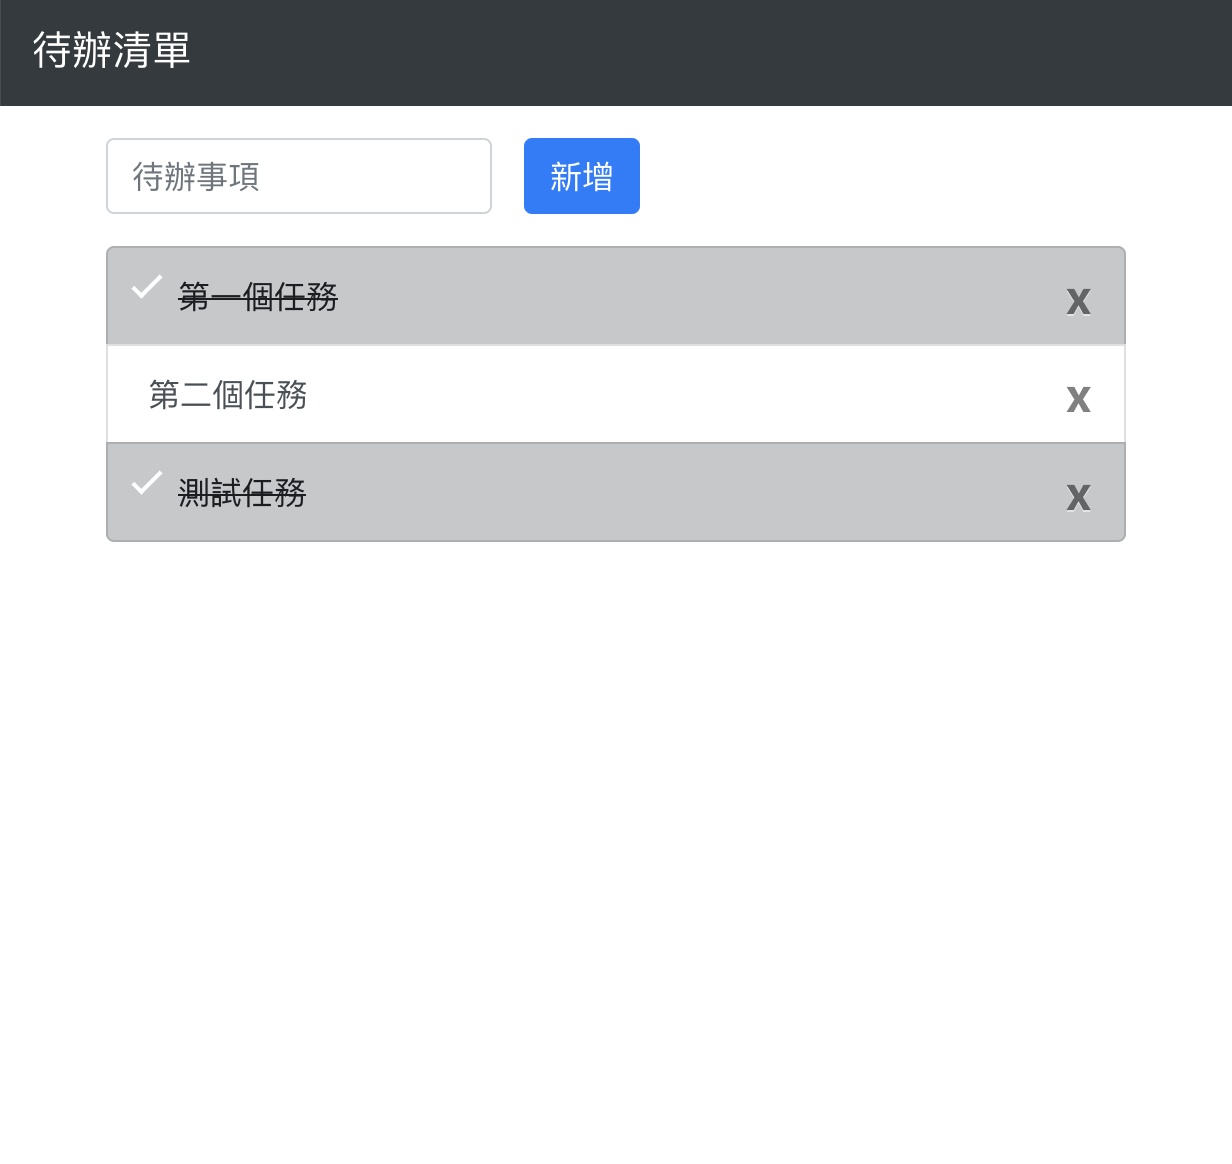 待辦清單
待辦事項 新增
第一個任務 x
第二個任務 x
測試任務 x